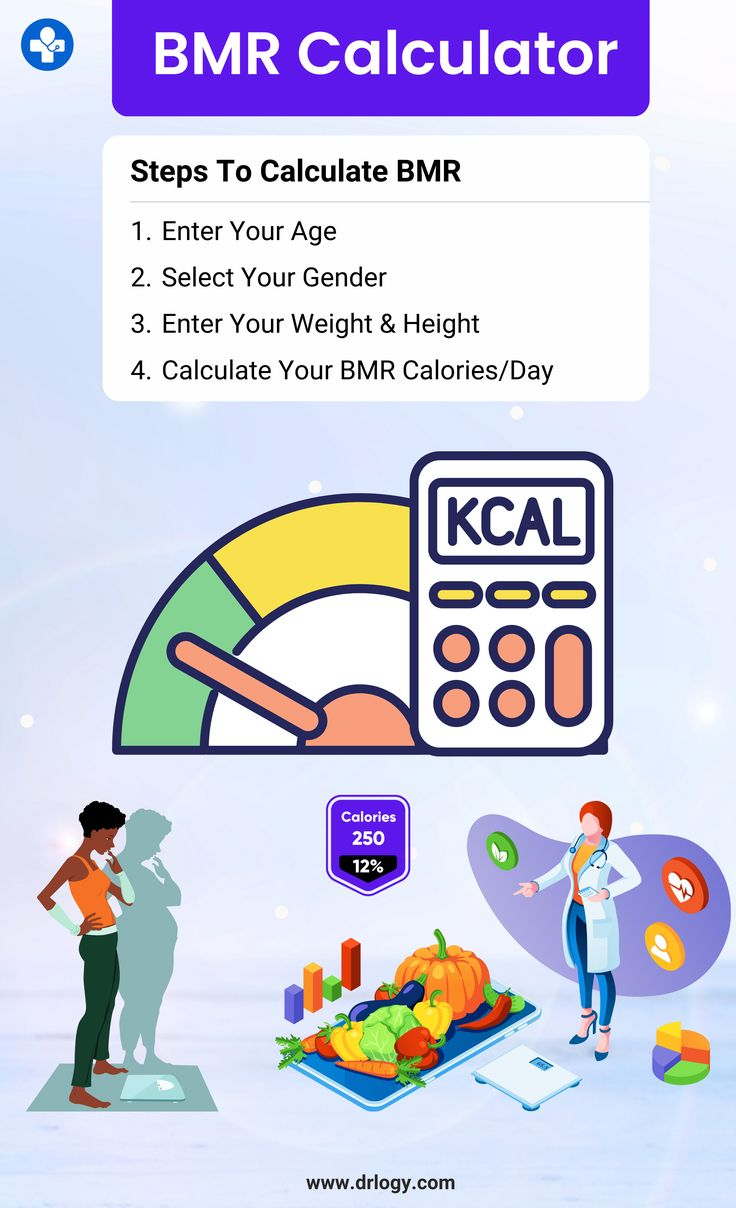 BMR Calculator
Steps To Calculate BMR
1. Enter Your Age
2. Select Your Gender
3. Enter Your Weight & Height
4. Calculate Your BMR Calories/Day
KCAL
Calories
250
12%
www.drlogy.com